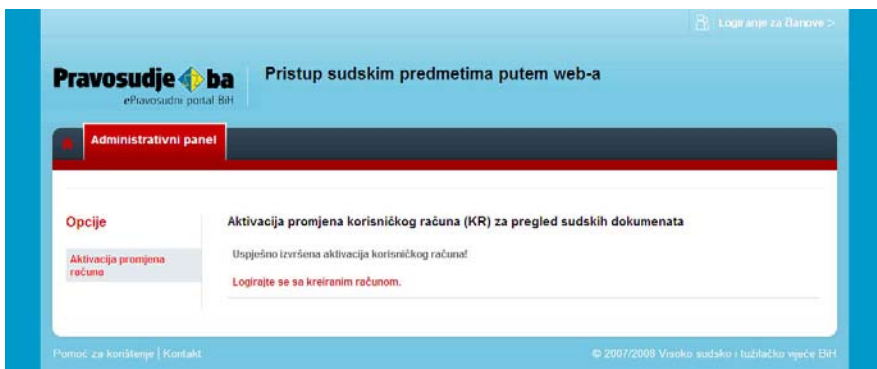 Logiranje za članove >
Pravosudje ba
ePravosudni portal BiH
Pristup sudskim predmetima putem web-a
Administrativni panel
Opcije
Aktivacija promjena
računa
Aktivacija promjena korisničkog računa (KR) za pregled sudskih dokumenata
Uspješno izvršena aktivacija korisničkog računa!
Logirajte se sa kreiranim računom.
Pomoć za korištenje | Kontakt
© 2007/2008 Visoko sudsko i tužilačko vijeće BiH